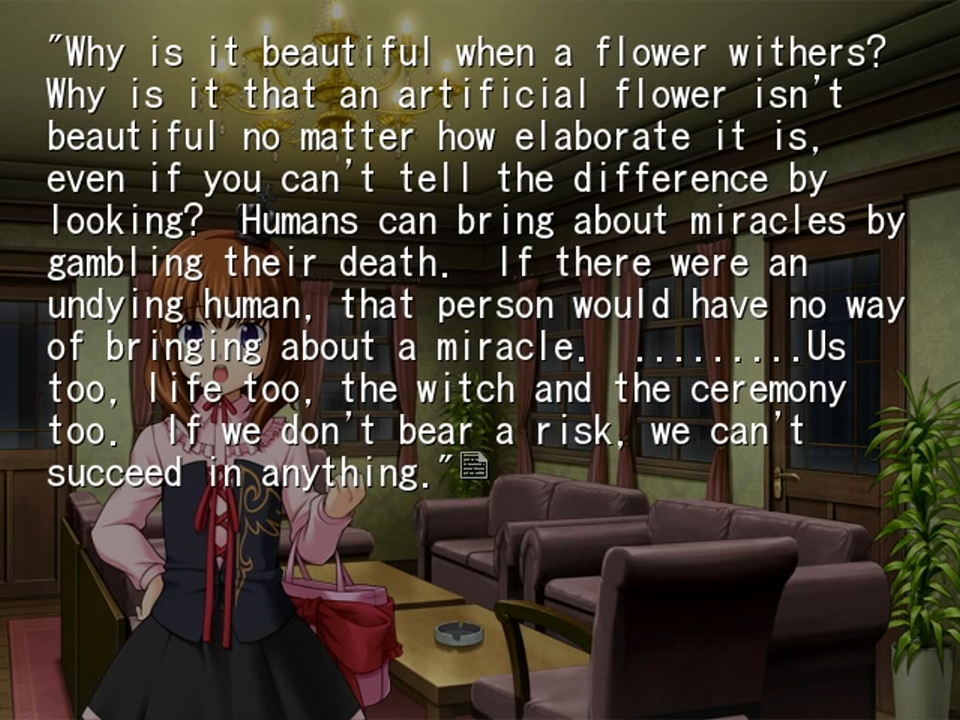 "Why is it beautiful when a flower withers?
Why is it that an artificial flower isn't
beautiful no matter how elaborate it is,
even if you can't tell the difference by
looking?  Humans can bring about miracles by
gambling their death.  If there were an
undying human, that person would have no way
of bringing about a miracle.  .........Us
too, life too, the witch and the ceremony
too.  If we don't bear a risk, we can't
succeed in anything."